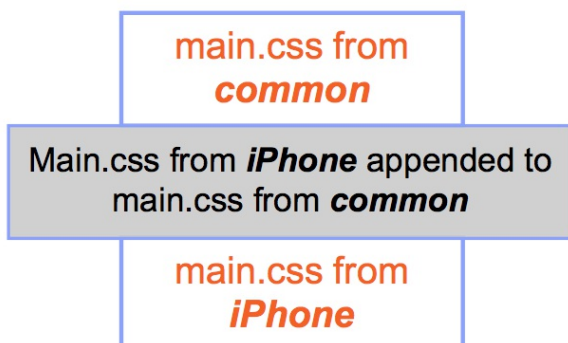 main.css from
common
Main.css from iPhone appended to
main.css from common
main.css from
iPhone